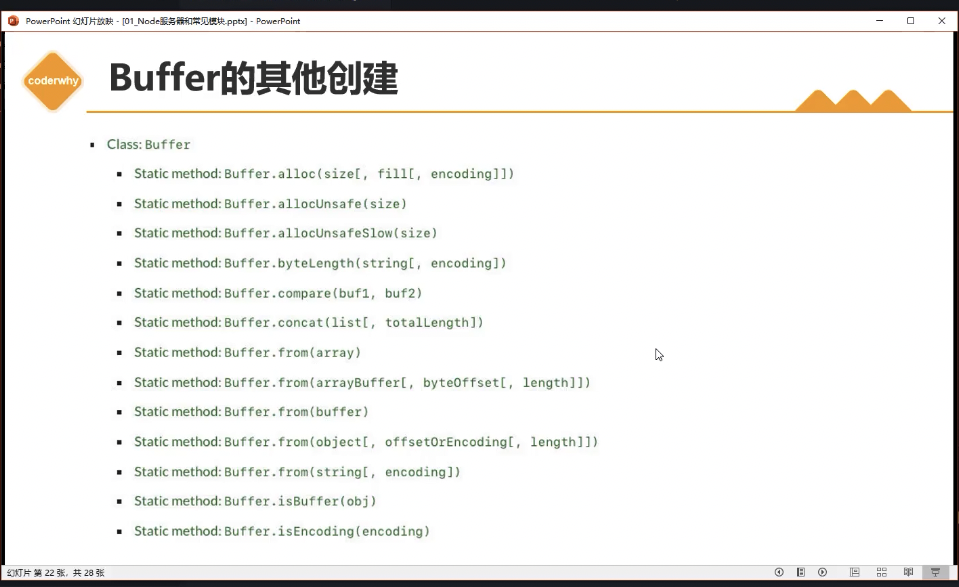 PowerPoint 幻灯片放映 - [01_Node服务器和常见模块.pptx] - PowerPoint
coderwhy
Buffer的其他创建
Class: Buffer
Static method: Buffer.alloc(size[, fill[, encoding]])
Static method: Buffer.allocUnsafe(size)
Static method: Buffer.allocUnsafeSlow(size)
Static method: Buffer.byteLength(string[, encoding])
Static method: Buffer.compare(buf1, buf2)
Static method: Buffer.concat(list[, totalLength])
Static method: Buffer.from(array)
Static method: Buffer.from(arrayBuffer[, byteOffset[, length]])
Static method: Buffer.from(buffer)
Static method: Buffer.from(object[, offsetOrEncoding[, length]])
Static method: Buffer.from(string[, encoding])
Static method: Buffer.isBuffer(obj)
Static method: Buffer.isEncoding(encoding)
幻灯片 第 22 张，共 28 张